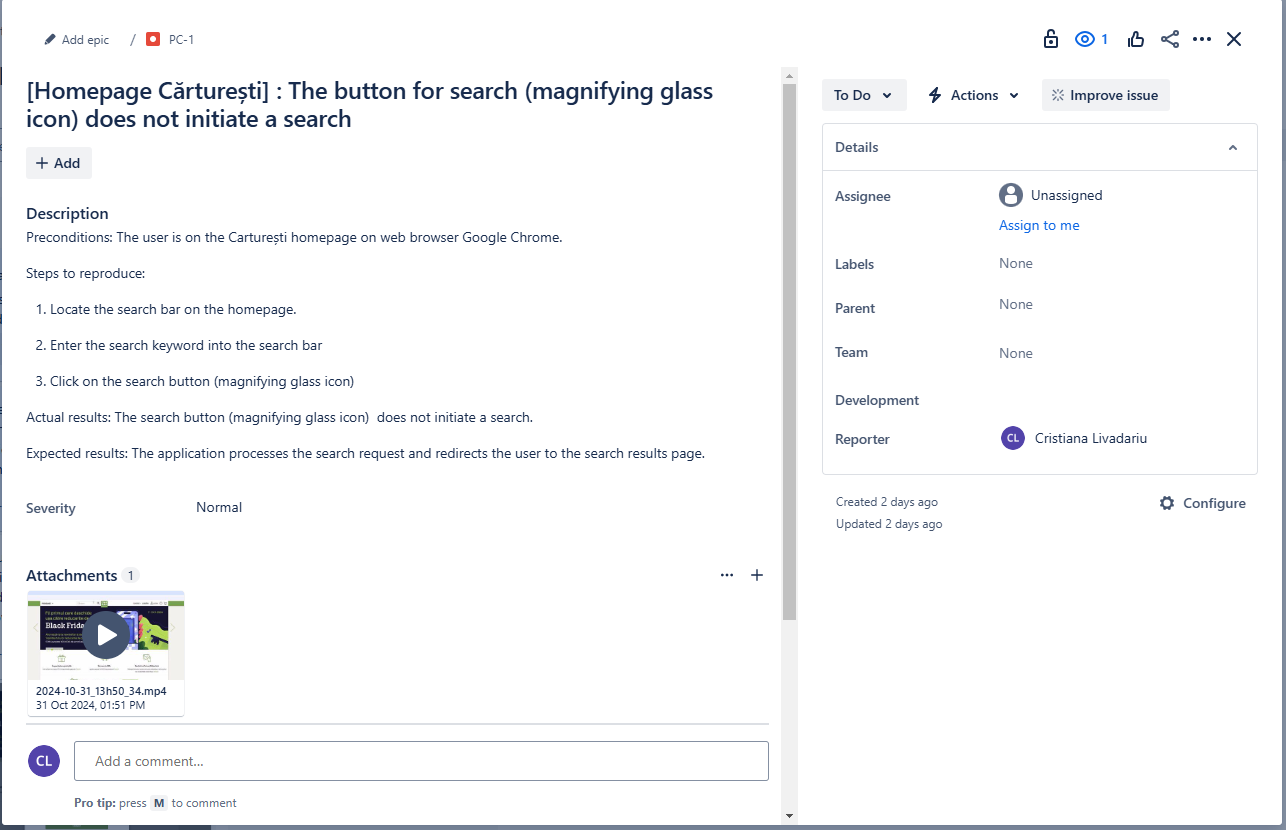 Add epic / PC-1
1
[Homepage Cărturești] : The button for search (magnifying glass
icon) does not initiate a search
To Do
Actions
Improve issue
Add
Details
Description
Preconditions: The user is on the Carturești homepage on web browser Google Chrome.
Steps to reproduce:
1. Locate the search bar on the homepage.
2. Enter the search keyword into the search bar
3. Click on the search button (magnifying glass icon)
Actual results: The search button (magnifying glass icon)  does not initiate a search.
Expected results: The application processes the search request and redirects the user to the search results page.
Severity Normal
Attachments 1
Black Frida
2024-10-31_13h50_34.mp4
31 Oct 2024, 01:51 PM
CL
Add a comment…
Pro tip: press M to comment
Assignee Unassigned
Assign to me
Labels None
Parent None
Team None
Development
Reporter CL Cristiana Livadariu
Created 2 days ago
Updated 2 days ago
Configure